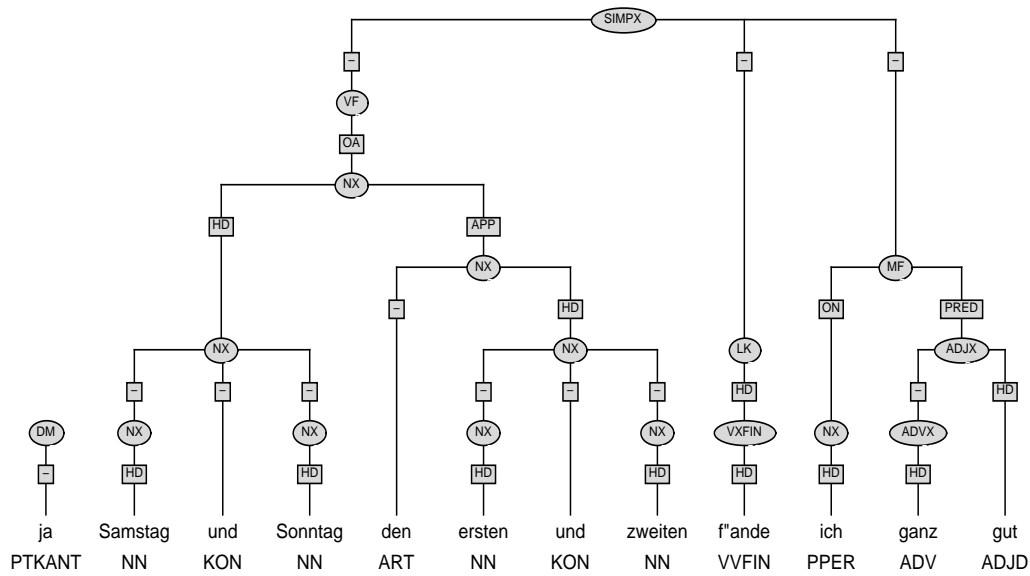 SIMPX
– – –
VF
OA
NX
HD APP
NX MF
– HD ON PRED
NX NX LK ADJX
– – – – – – HD – HD
DM NX NX NX NX VXFIN NX ADVX
– HD HD HD HD HD HD HD
ja Samstag und Sonntag den ersten und zweiten f"ande ich ganz gut
PTKANT NN KON NN ART NN KON NN VVFIN PPER ADV ADJD